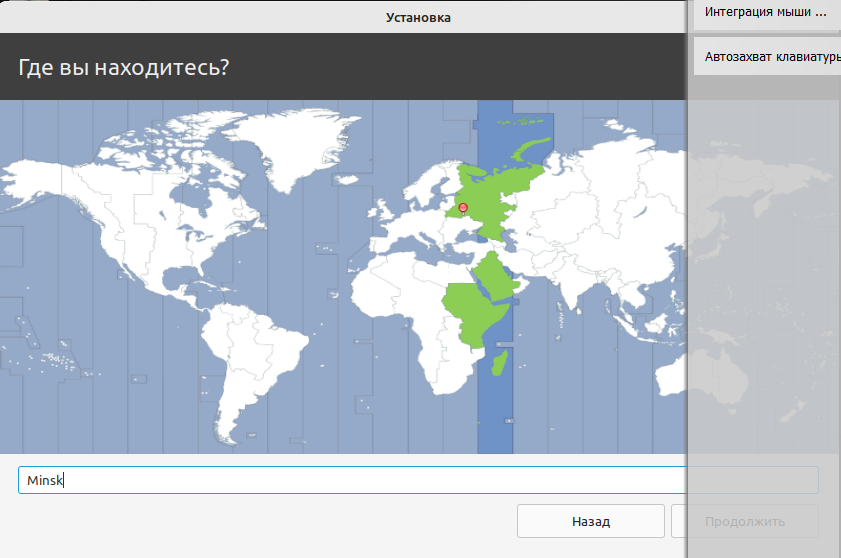 Установка
Интеграция мыши ...
Где вы находитесь?
Автозахват клавиатуры
Minsk
Назад
Продолжить